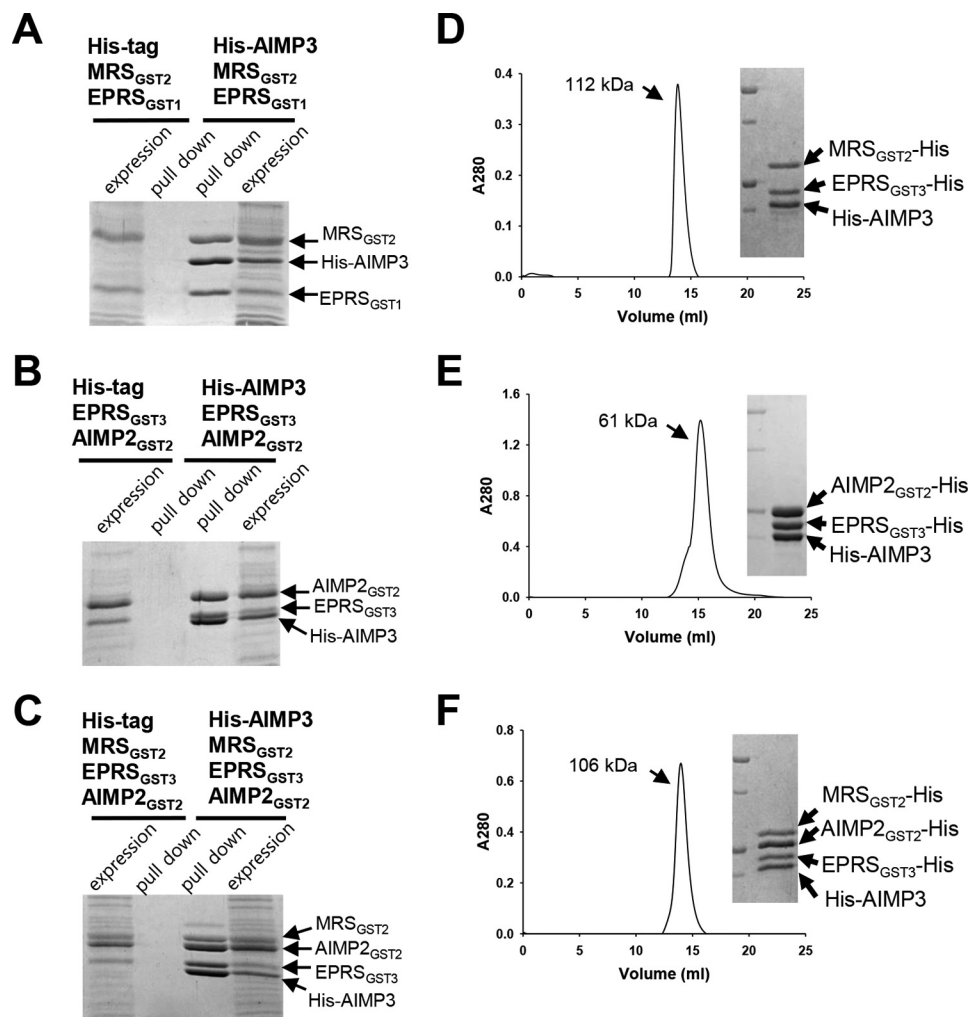 A
His-tag His-AIMP3
MRSGST2 MRSGST2
EPRSGST1 EPRSGST1
expression pull down pull down expression
MRSGST2
His-AIMP3
EPRSGST1
B
His-tag His-AIMP3
EPRSGST3 EPRSGST3
AIMP2GST2 AIMP2GST2
expression pull down pull down expression
AIMP2GST2
EPRSGST3
His-AIMP3
C
His-tag His-AIMP3
MRSGST2 MRSGST2
EPRSGST3 EPRSGST3
AIMP2GST2 AIMP2GST2
expression pull down pull down expression
MRSGST2
AIMP2GST2
EPRSGST3
His-AIMP3
D
0.4
0.3
0.2
0.1
0.0
A280
112 kDa
0 5 10 15 20 25
Volume (ml)
MRSGST2-His
EPRSGST3-His
His-AIMP3
E
1.6
1.2
0.8
0.4
0.0
A280
61 kDa
0 5 10 15 20 25
Volume (ml)
AIMP2GST2-His
EPRSGST3-His
His-AIMP3
F
0.8
0.6
0.4
0.2
0.0
A280
106 kDa
0 5 10 15 20 25
Volume (ml)
MRSGST2-His
AIMP2GST2-His
EPRSGST3-His
His-AIMP3